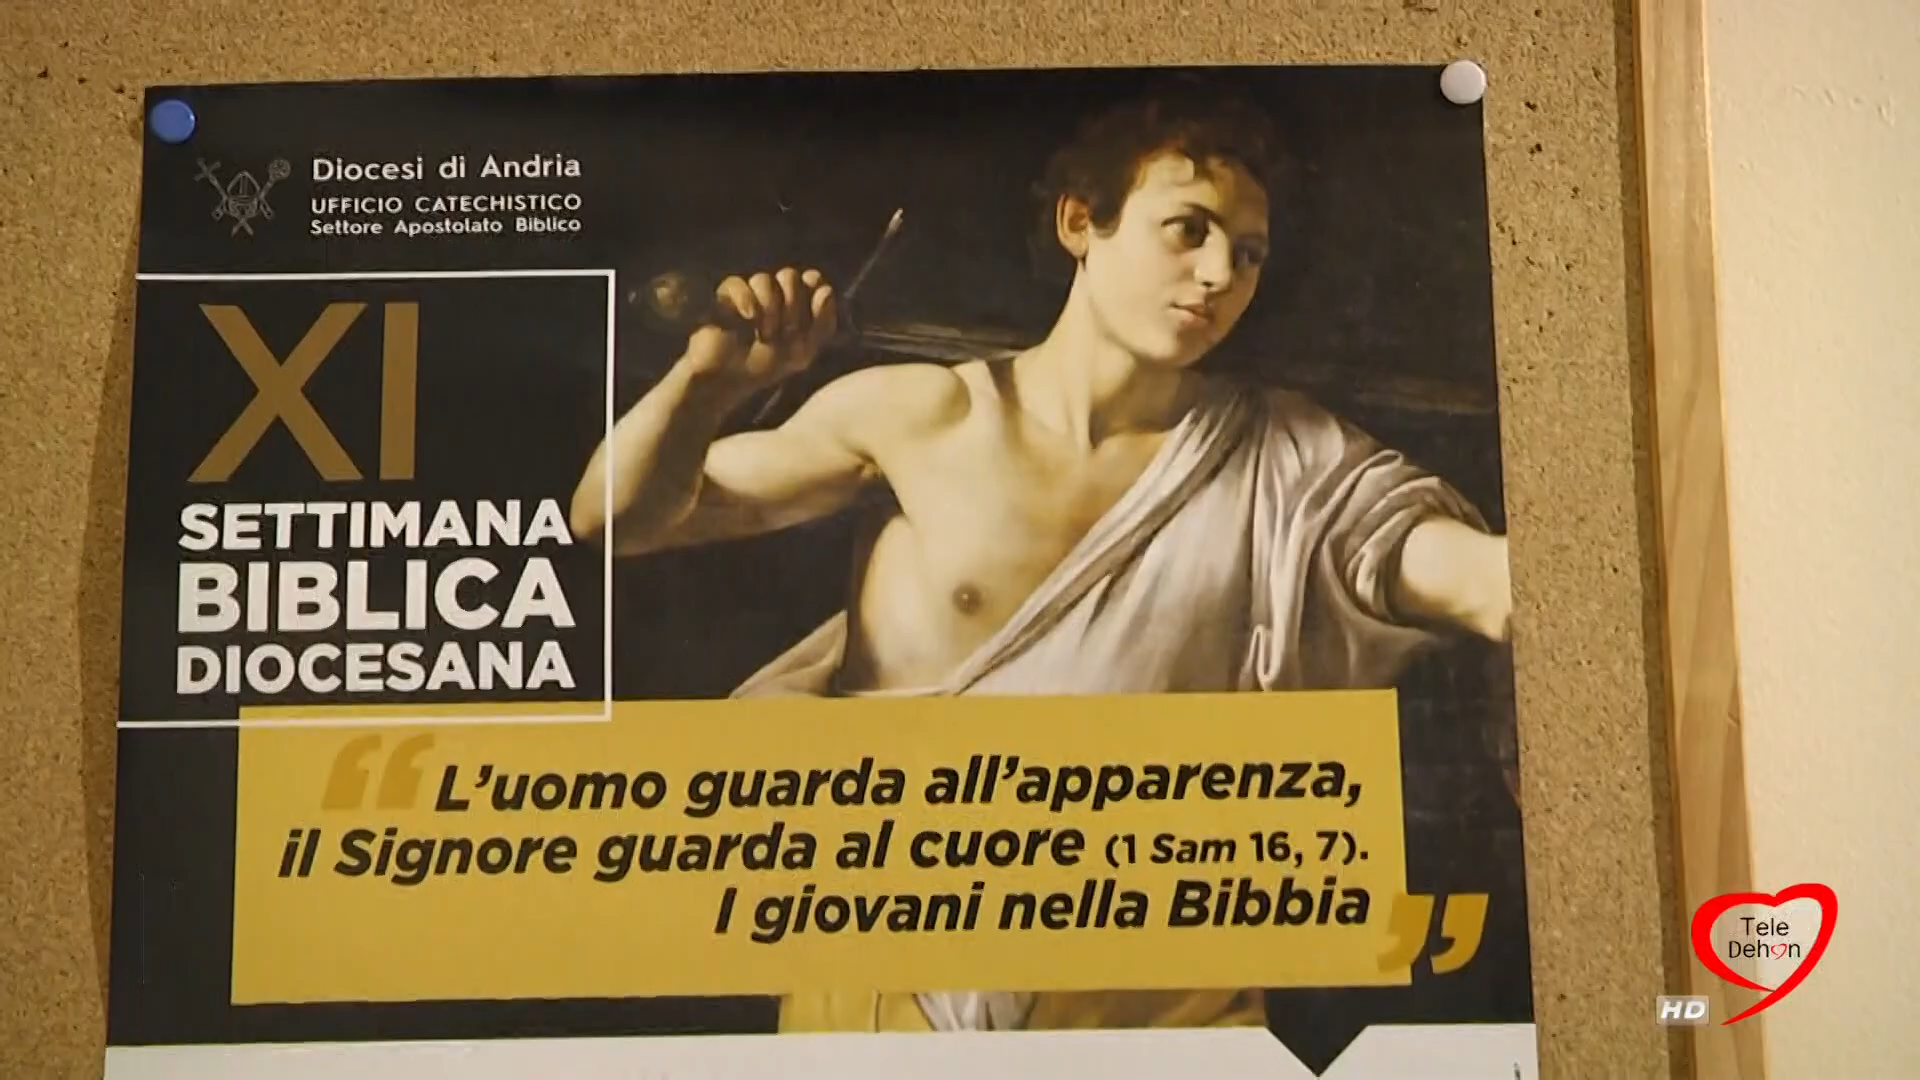 Diocesi di Andria
UFFICIO CATECHISTICO
Settore Apostolato Biblico
XI
SETTIMANA
BIBLICA
DIOCESANA
“L’uomo guarda all’apparenza,
il Signore guarda al cuore (1 Sam 16, 7).
I giovani nella Bibbia”
Tele
Dehon
HD